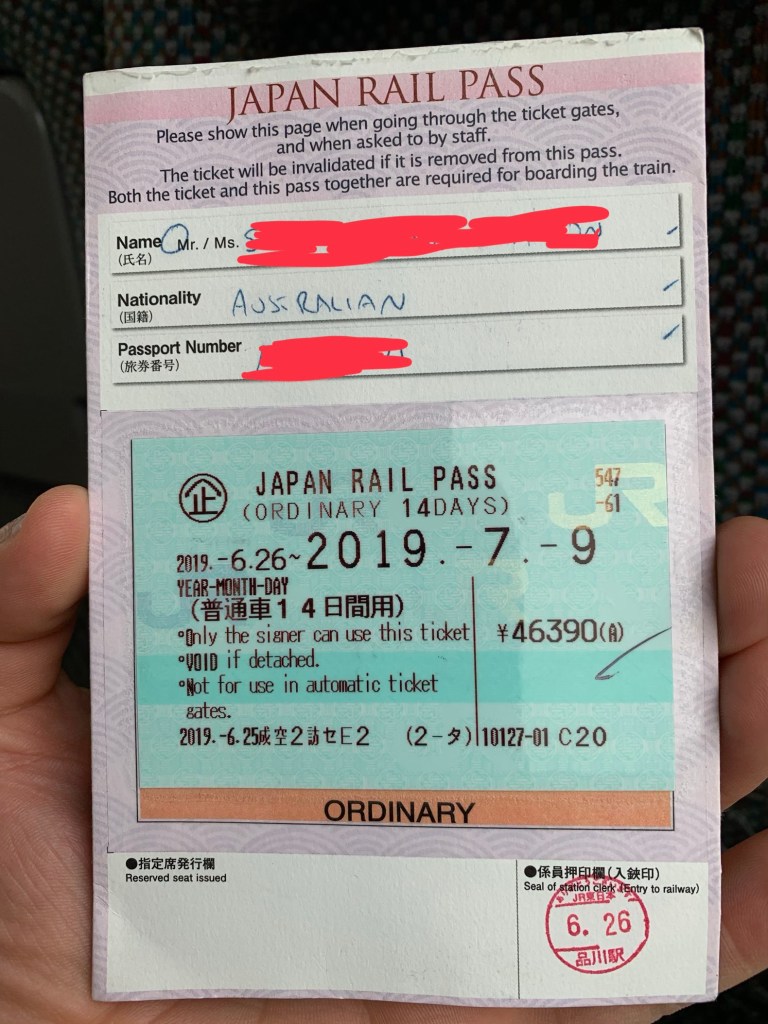 JAPAN RAIL PASS
Please show this page when going through the ticket gates,
and when asked to by staff.
The ticket will be invalidated if it is removed from this pass.
Both the ticket and this pass together are required for boarding the train.
Name Mr. / Ms.
(氏名)
Nationality AUSTRALIAN
(国籍)
Passport Number
(旅券番号)
企 JAPAN RAIL PASS 547
(ORDINARY 14DAYS) -61
JR
2019.-6.26~2019.-7.-9
YEAR-MONTH-DAY
(普通車14日間用)
°Only the signer can use this ticket ¥46390(A)
°VOID if detached.
°Not for use in automatic ticket
gates.
2019.-6.25成空2訪セE2 (2-タ) 10127-01 C20
ORDINARY
●指定席発行欄
Reserved seat issued
●係員押印欄(入鋏印)
Seal of station clerk (Entry to railway)
JR東日本
6. 26
品川駅